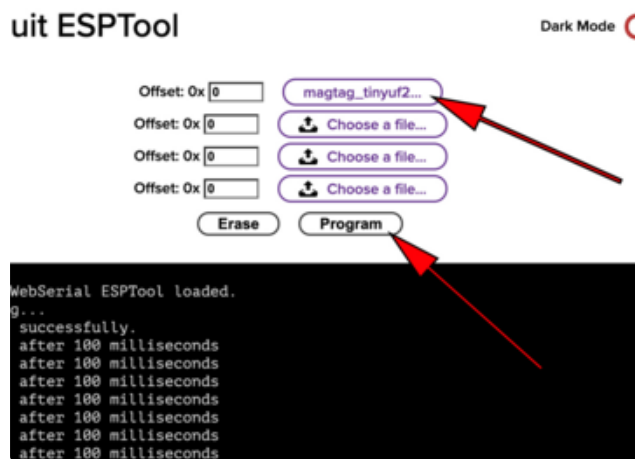 uit ESPTool
Dark Mode
Offset: 0x 0 magtag_tinyuf2...
Offset: 0x 0 Choose a file...
Offset: 0x 0 Choose a file...
Offset: 0x 0 Choose a file...
Erase Program
WebSerial ESPTool loaded.
g...
successfully.
after 100 milliseconds
after 100 milliseconds
after 100 milliseconds
after 100 milliseconds
after 100 milliseconds
after 100 milliseconds
after 100 milliseconds